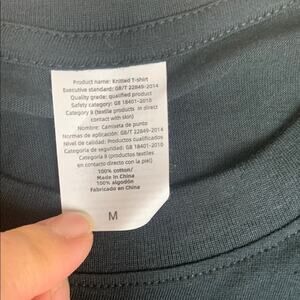 Product name: Knitted T-shirt
Executive standard: GB/T 22849-2014
Quality grade: qualified product
Safety category: GB 18401-2010
Category B (textile products in direct
contact with skin)
Nombre: Camiseta de punto
Normas de aplicación: GB/T 22849-2014
Nivel de calidad: Productos cualificados
Categoría de seguridad: GB 18401-2010
Categoría B (productos textiles
en contacto directo con la piel)
100% cotton/
Made In China
100% algodón
Fabricado en China
M